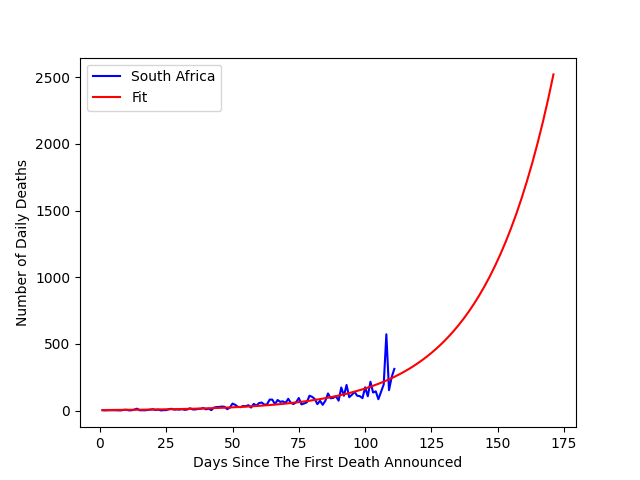 South Africa
Fit
2500
2000
1500
1000
500
0
Number of Daily Deaths
0 25 50 75 100 125 150 175
Days Since The First Death Announced